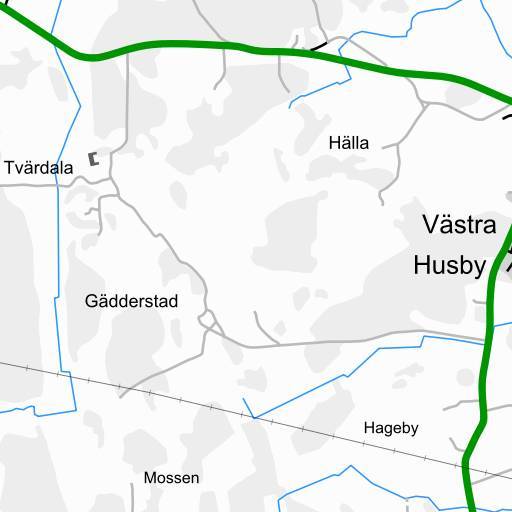 Hälla
Tvärdala
Västra
Husby
Gädderstad
Hageby
Mossen